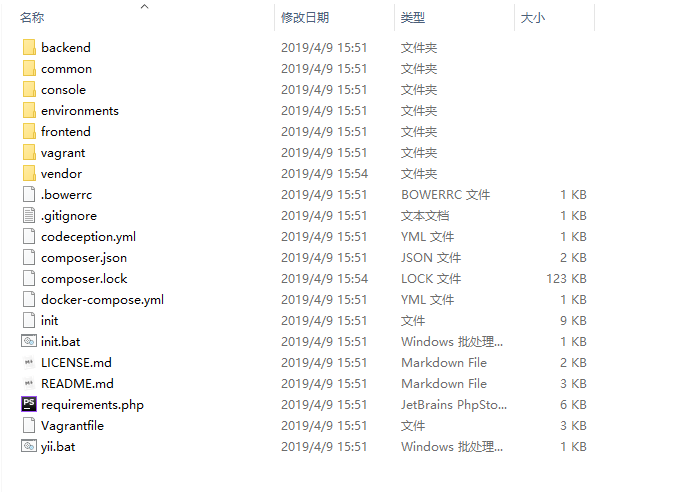 名称 修改日期 类型 大小
backend 2019/4/9 15:51 文件夹
common 2019/4/9 15:51 文件夹
console 2019/4/9 15:51 文件夹
environments 2019/4/9 15:51 文件夹
frontend 2019/4/9 15:51 文件夹
vagrant 2019/4/9 15:51 文件夹
vendor 2019/4/9 15:54 文件夹
.bowerrc 2019/4/9 15:51 BOWERRC 文件 1 KB
.gitignore 2019/4/9 15:51 文本文档 1 KB
codeception.yml 2019/4/9 15:51 YML 文件 1 KB
composer.json 2019/4/9 15:51 JSON 文件 2 KB
composer.lock 2019/4/9 15:54 LOCK 文件 123 KB
docker-compose.yml 2019/4/9 15:51 YML 文件 1 KB
init 2019/4/9 15:51 文件 9 KB
init.bat 2019/4/9 15:51 Windows 批处理... 1 KB
LICENSE.md 2019/4/9 15:51 Markdown File 2 KB
README.md 2019/4/9 15:51 Markdown File 3 KB
PS requirements.php 2019/4/9 15:51 JetBrains PhpSto... 6 KB
Vagrantfile 2019/4/9 15:51 文件 3 KB
yii.bat 2019/4/9 15:51 Windows 批处理... 1 KB